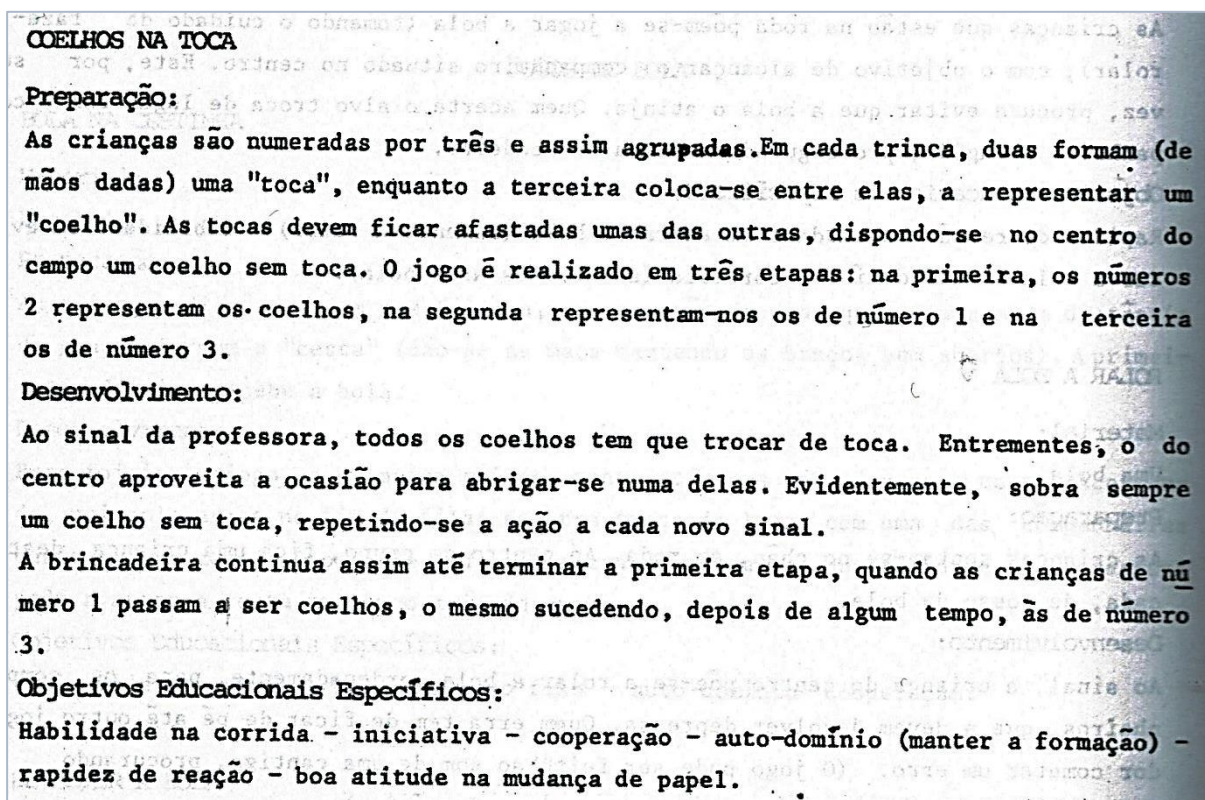 COELHOS NA TOCA
Preparação:
As crianças são numeradas por três e assim agrupadas.Em cada trinca, duas formam (de
mãos dadas) uma "toca", enquanto a terceira coloca-se entre elas, a representar um
"coelho". As tocas devem ficar afastadas umas das outras, dispondo-se no centro do
campo um coelho sem toca. O jogo é realizado em três etapas: na primeira, os números
2 representam os coelhos, na segunda representam-nos os de número 1 e na terceira
os de número 3.
Desenvolvimento:
Ao sinal da professora, todos os coelhos tem que trocar de toca. Entrementes, o do
centro aproveita a ocasião para abrigar-se numa delas. Evidentemente, sobra sempre
um coelho sem toca, repetindo-se a ação a cada novo sinal.
A brincadeira continua assim até terminar a primeira etapa, quando as crianças de nú
mero 1 passam a ser coelhos, o mesmo sucedendo, depois de algum tempo, às de número
3.
Objetivos Educacionais Específicos:
Habilidade na corrida - iniciativa - cooperação - auto-domínio (manter a formação) -
rapidez de reação - boa atitude na mudança de papel.